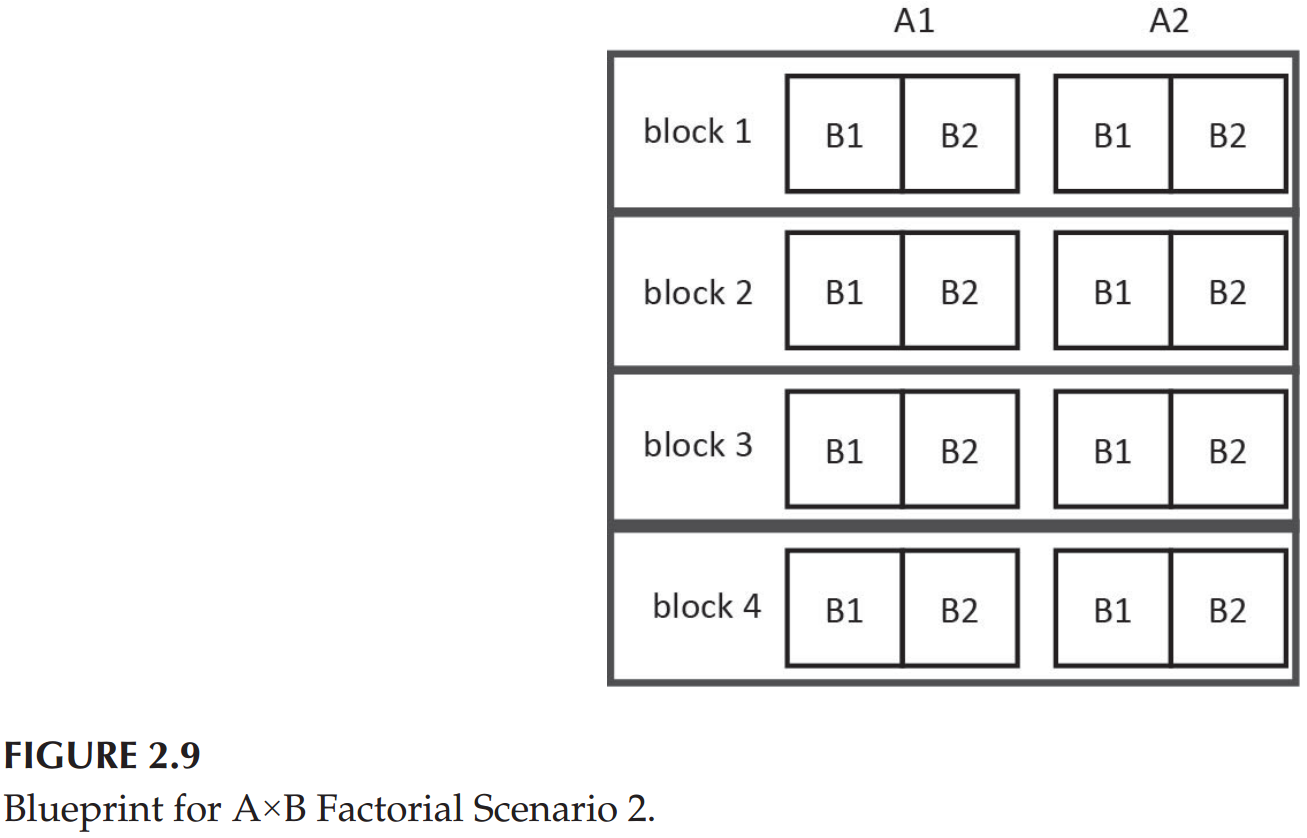 A1 A2
block 1 B1 B2 B1 B2
block 2 B1 B2 B1 B2
block 3 B1 B2 B1 B2
block 4 B1 B2 B1 B2
FIGURE 2.9
Blueprint for A×B Factorial Scenario 2.